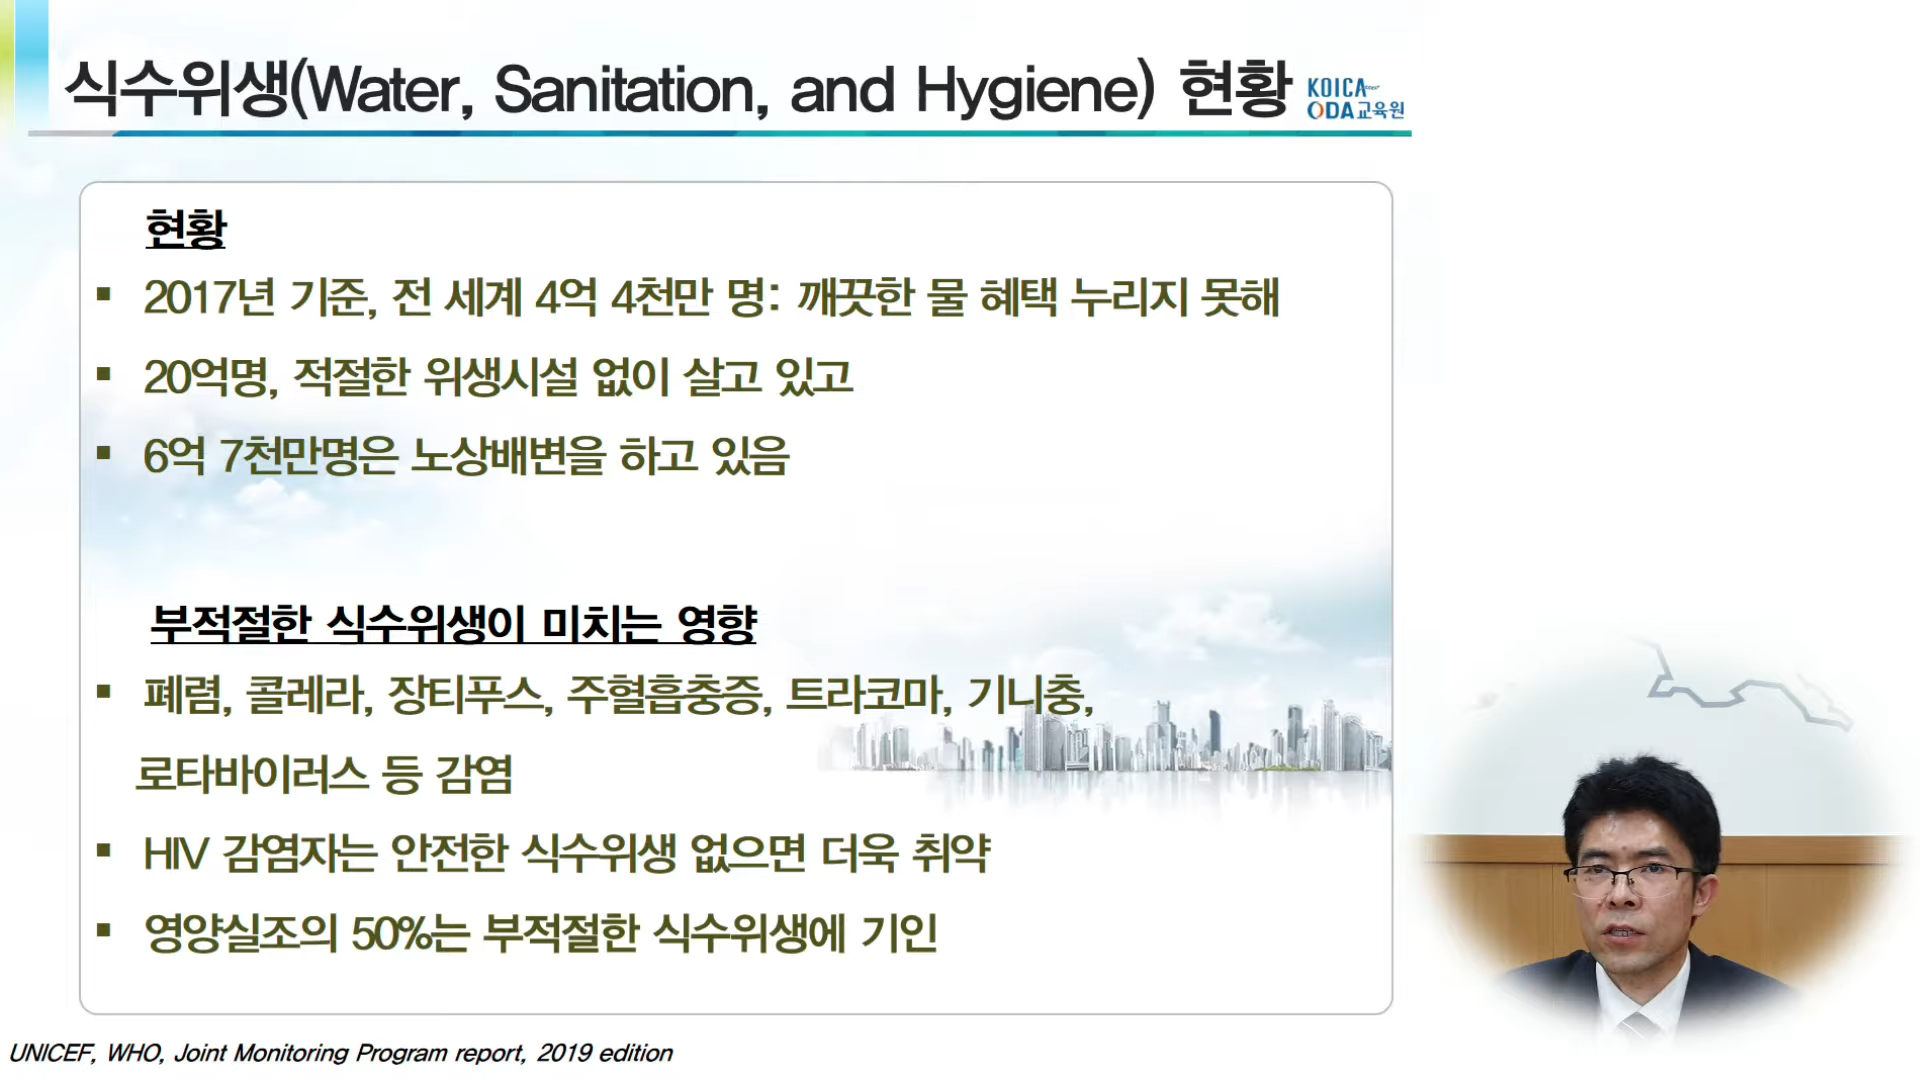 식수위생(Water, Sanitation, and Hygiene) 현황
KOICA
ODA교육원
현황
▪ 2017년 기준, 전 세계 4억 4천만 명: 깨끗한 물 혜택 누리지 못해
▪ 20억명, 적절한 위생시설 없이 살고 있고
▪ 6억 7천만명은 노상배변을 하고 있음
부적절한 식수위생이 미치는 영향
▪ 폐렴, 콜레라, 장티푸스, 주혈흡충증, 트라코마, 기니충,
로타바이러스 등 감염
▪ HIV 감염자는 안전한 식수위생 없으면 더욱 취약
▪ 영양실조의 50%는 부적절한 식수위생에 기인
UNICEF, WHO, Joint Monitoring Program report, 2019 edition